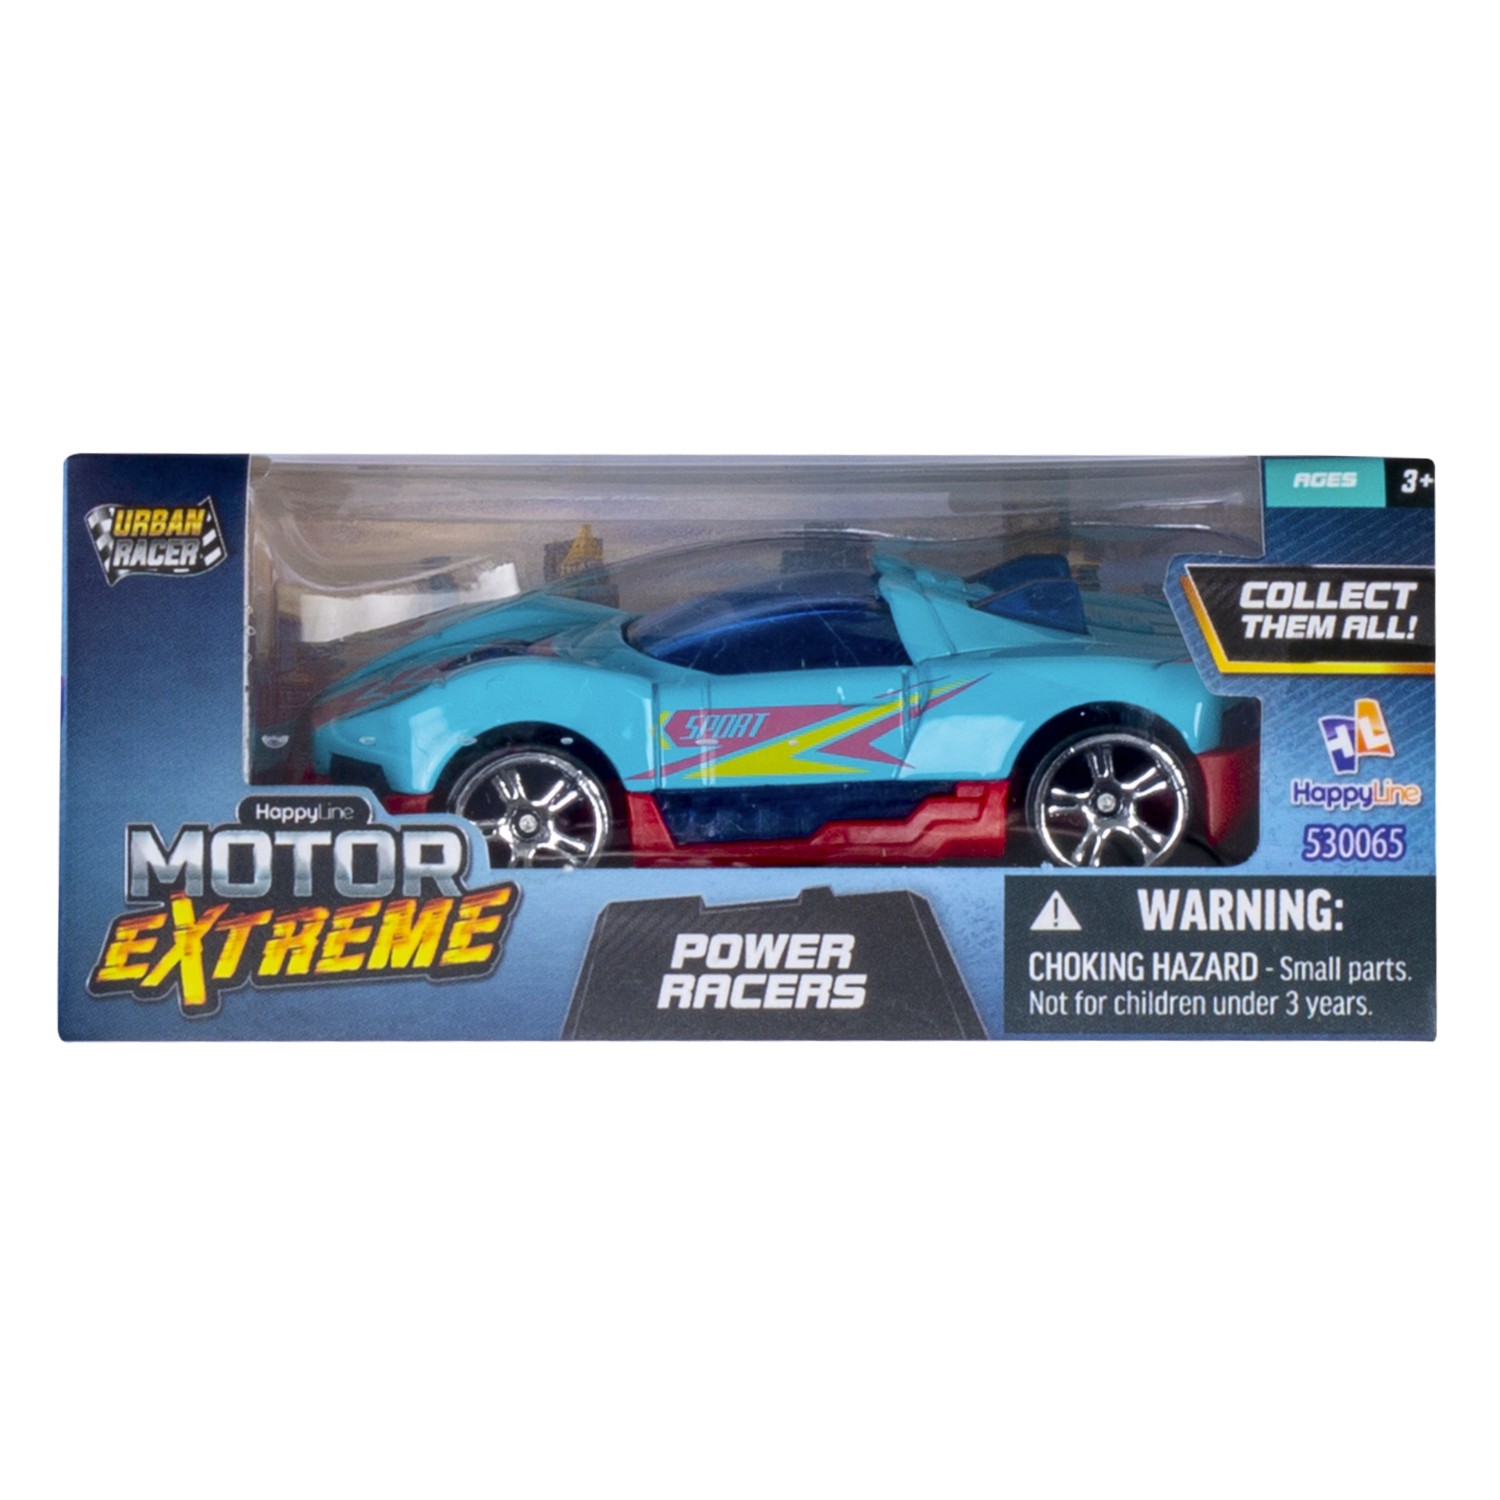 URBAN
RACER
AGES 3+
COLLECT
THEM ALL!
SPORT
HL
HappyLine
530065
HappyLine
MOTOR
EXTREME
POWER
RACERS
WARNING:
CHOKING HAZARD - Small parts.
Not for children under 3 years.